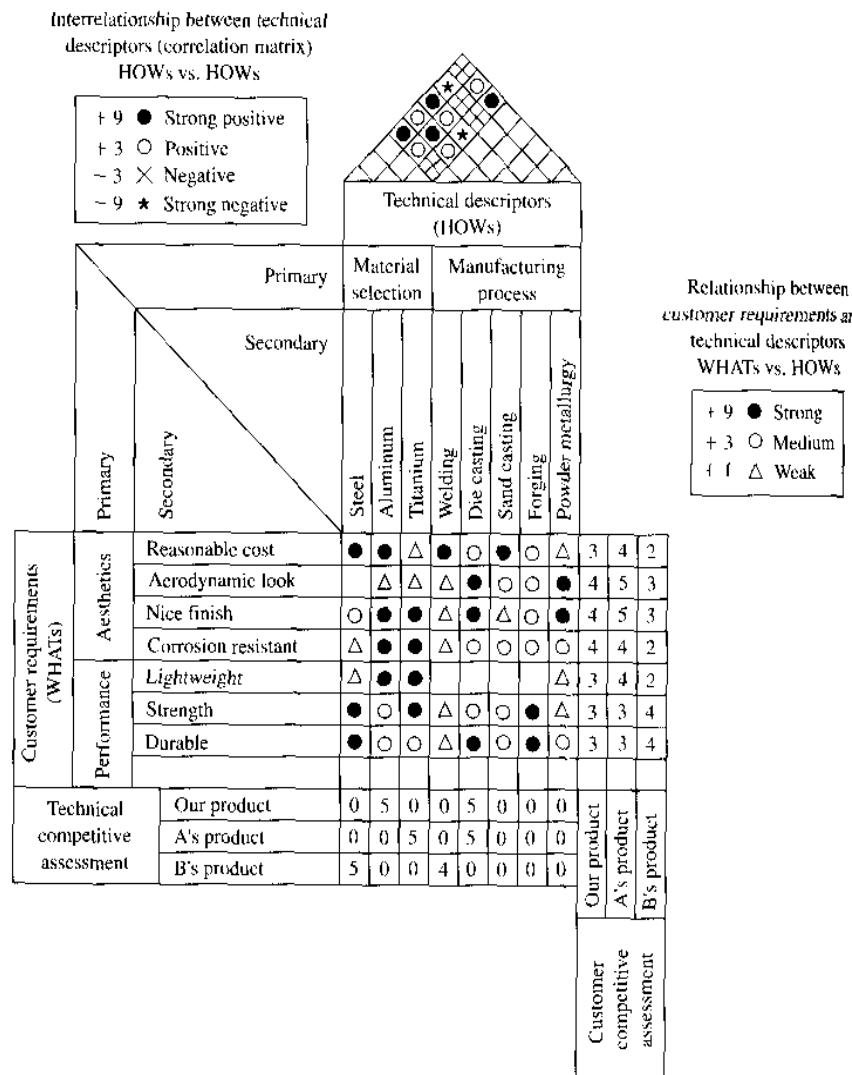 Interrelationship between technical
descriptors (correlation matrix)
HOWs vs. HOWs
+ 9 ● Strong positive
+ 3 ○ Positive
− 3 × Negative
− 9 ★ Strong negative
Technical descriptors
(HOWs)
Primary
Material
selection
Manufacturing
process
Relationship between
customer requirements
technical descriptors
WHATs vs. HOWs
+ 9 ● Strong
+ 3 ○ Medium
+ 1 △ Weak
Secondary
Primary
Secondary
Steel
Aluminum
Titanium
Welding
Die casting
Sand casting
Forging
Powder metallurgy
Customer requirements
(WHATs)
Aesthetics
Performance
Reasonable cost ● ● △ ● ○ ● ○ △ 3 4 2
Aerodynamic look △ △ △ ● ○ ○ ● 4 5 3
Nice finish ○ ● ● △ ● △ ○ ● 4 5 3
Corrosion resistant △ ● ● △ ○ ○ ○ ○ 4 4 2
Lightweight △ ● ● △ 3 4 2
Strength ● ○ ● △ ○ ○ ● △ 3 3 4
Durable ● ○ ○ △ ● ○ ● ○ 3 3 4
Technical
competitive
assessment
Our product 0 5 0 0 5 0 0 0
A's product 0 0 5 0 5 0 0 0
B's product 5 0 0 4 0 0 0 0
Our product
A's product
B's product
Customer
competitive
assessment